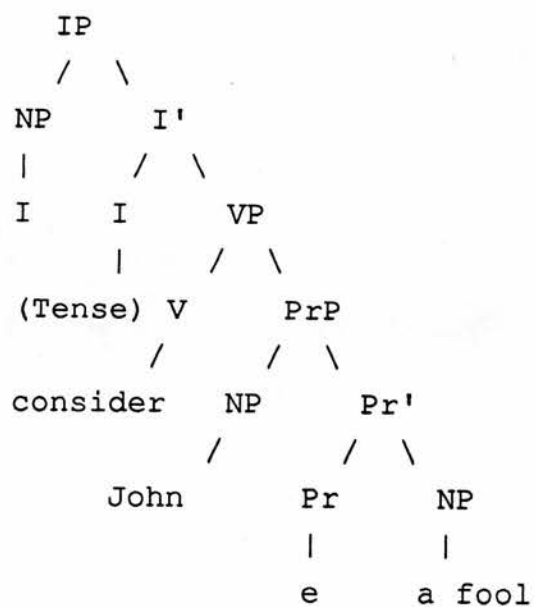 IP
/ \
NP I'
| / \
I I VP
| / \
(Tense) V PrP
/ / \
consider NP Pr'
/ / \
John Pr NP
| |
e a fool